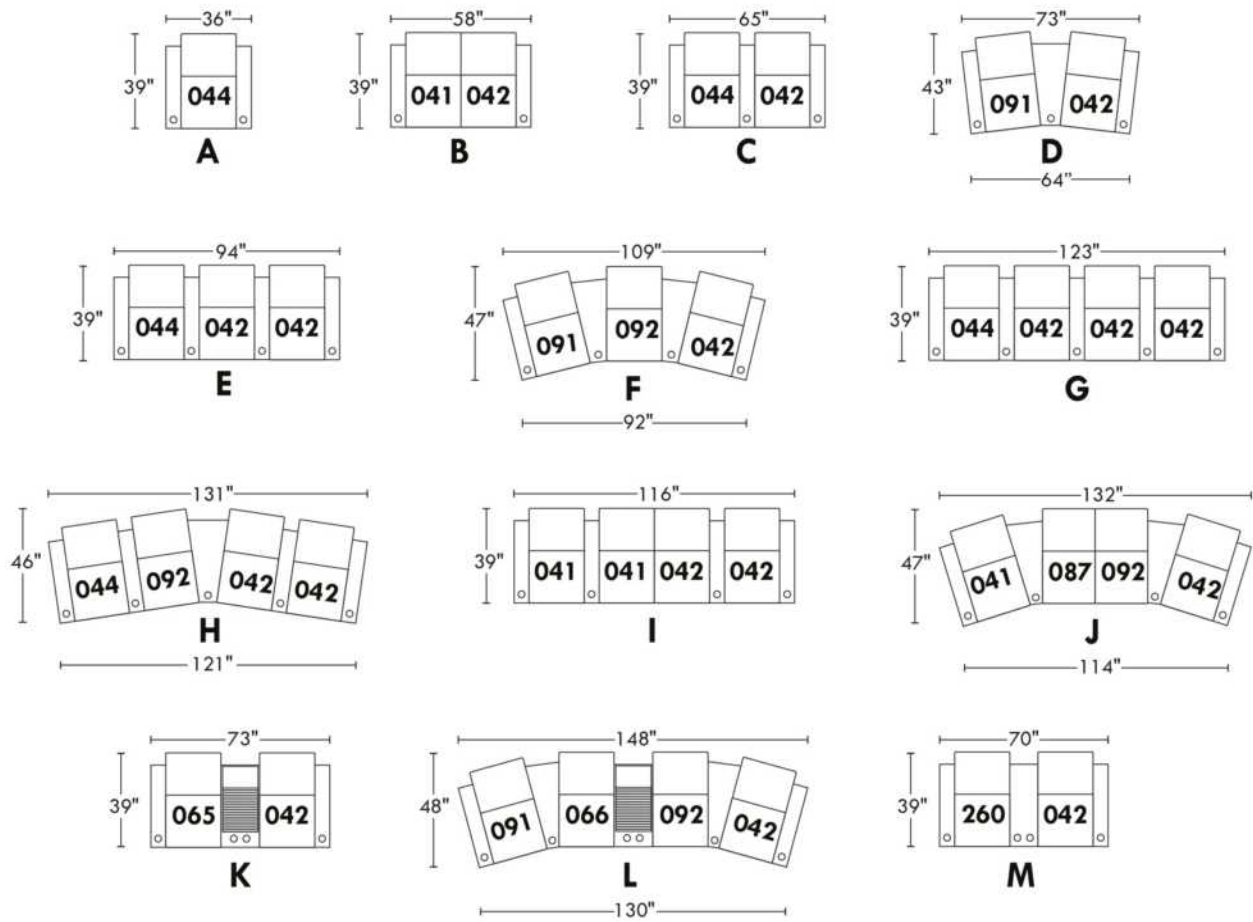 36" 58" 65" 73"
39" 044 39" 041 042 39" 044 042 43" 091 042
A B C D
64"
94" 109" 123"
39" 044 042 042 47" 091 092 042 39" 044 042 042 042
E F G
92"
131" 116" 132"
46" 044 092 042 042 39" 041 041 042 042 47" 041 087 092 042
H I J
121" 114"
73" 148" 70"
39" 065 042 48" 091 066 092 042 39" 260 042
K L M
130"